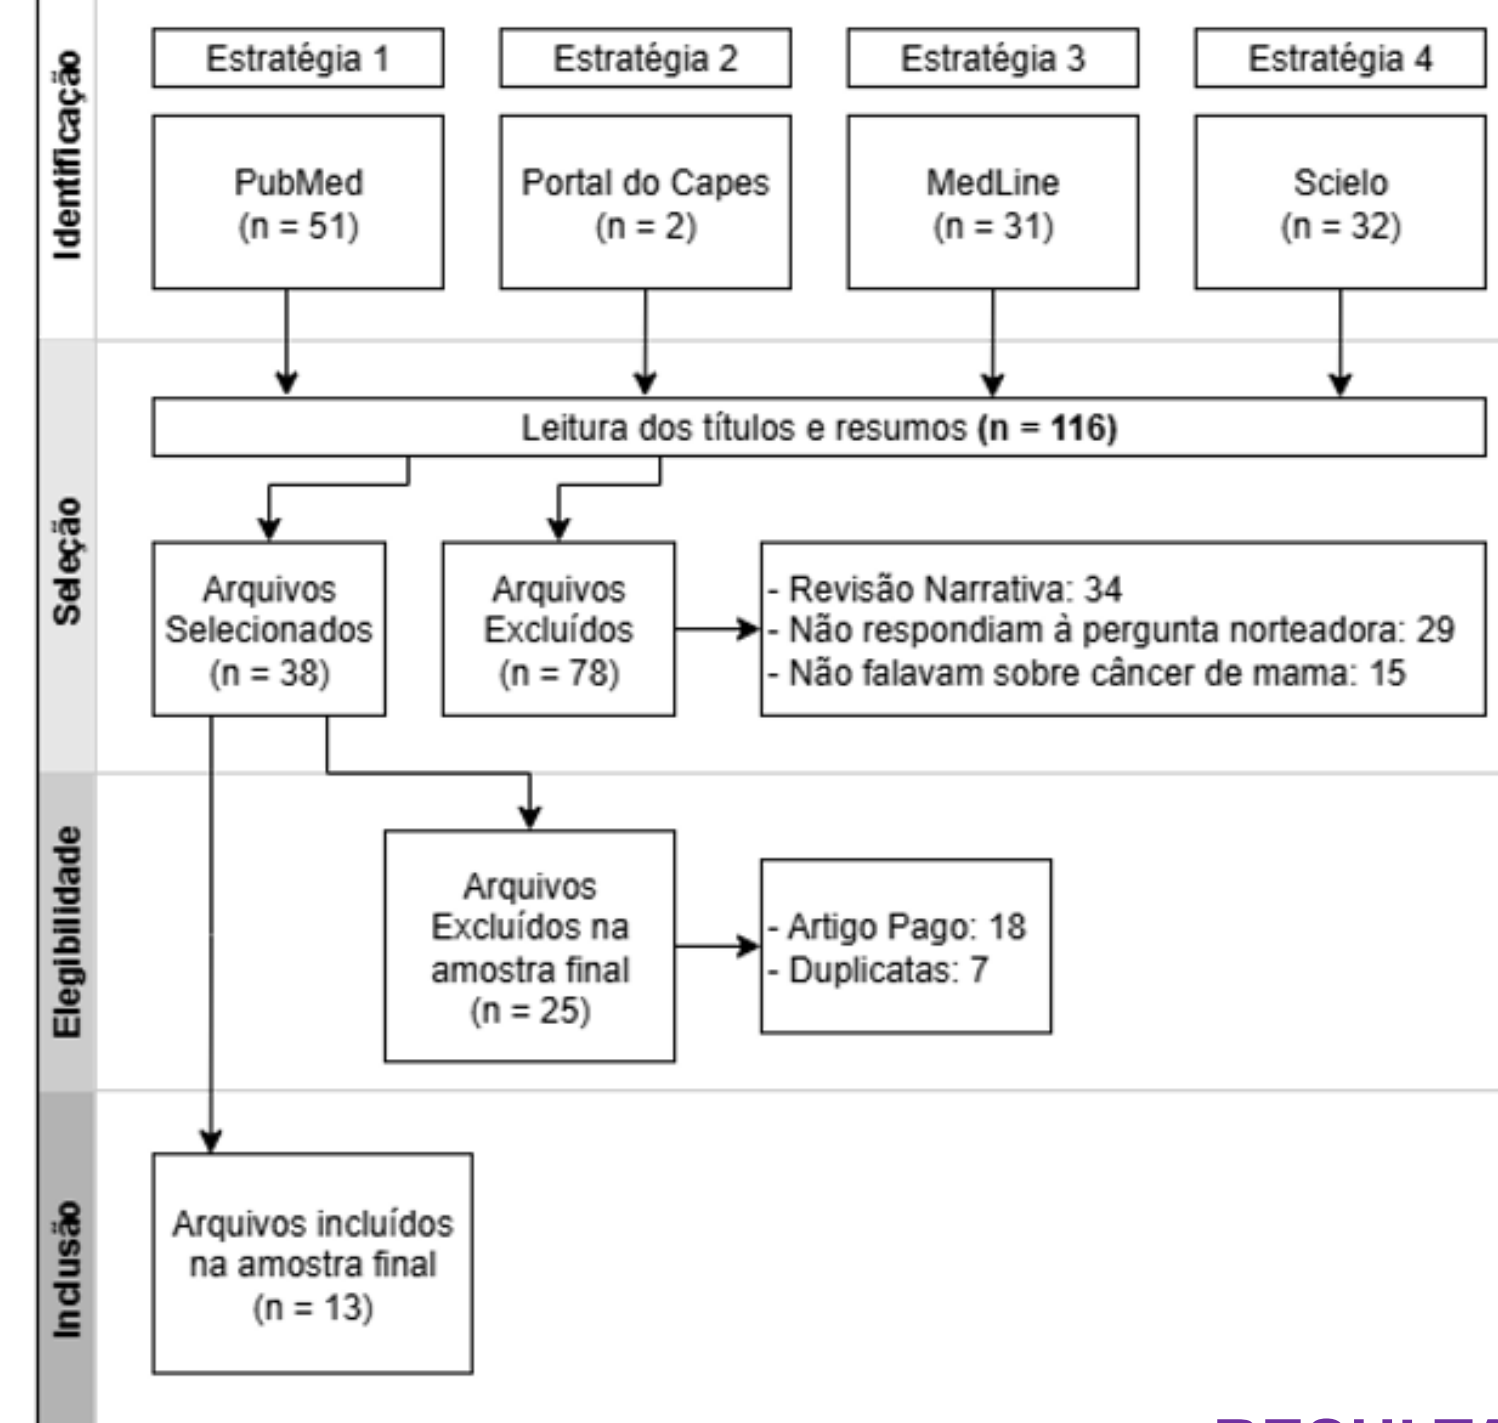 Identificação
Estratégia 1
Estratégia 2
Estratégia 3
Estratégia 4
PubMed
(n = 51)
Portal do Capes
(n = 2)
MedLine
(n = 31)
Scielo
(n = 32)
Seleção
Leitura dos títulos e resumos (n = 116)
Arquivos
Selecionados
(n = 38)
Arquivos
Excluídos
(n = 78)
- Revisão Narrativa: 34
- Não respondiam à pergunta norteadora: 29
- Não falavam sobre câncer de mama: 15
Elegibilidade
Arquivos
Excluídos na
amostra final
(n = 25)
- Artigo Pago: 18
- Duplicatas: 7
Inclusão
Arquivos incluídos
na amostra final
(n = 13)